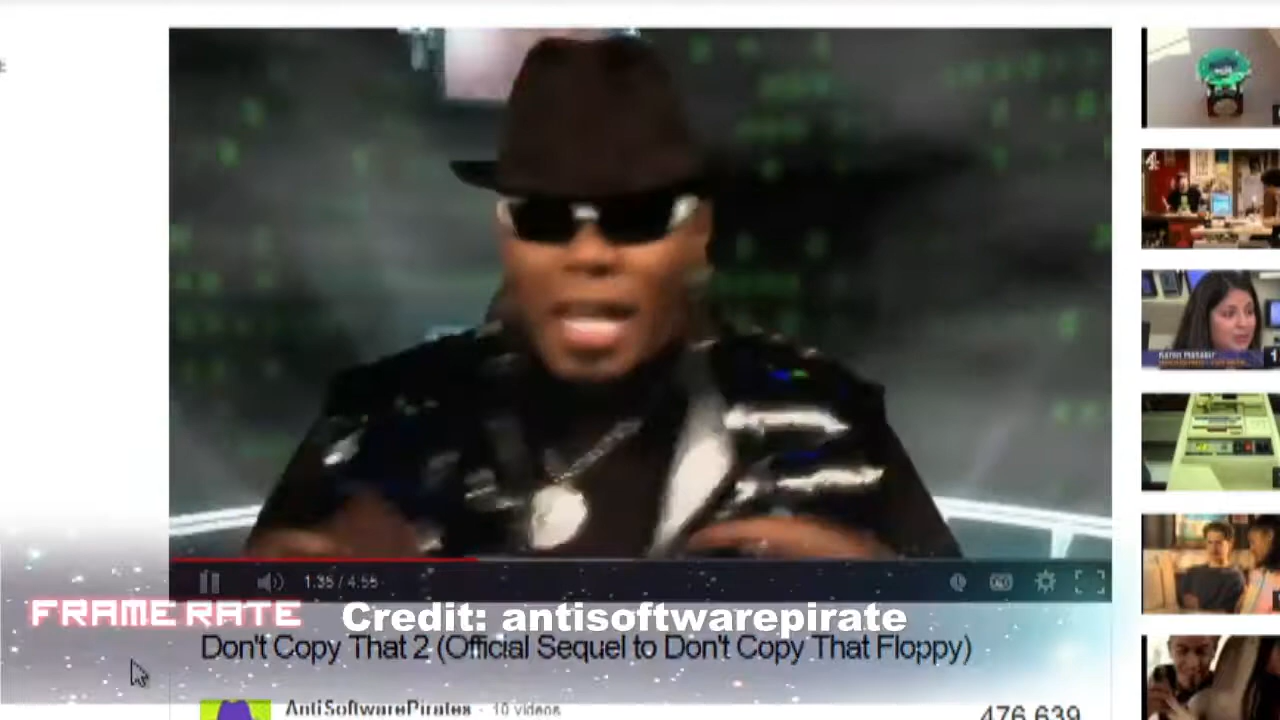 1:35 / 4:55
FRAME RATE
Credit: antisoftwarepirate
Don't Copy That 2 (Official Sequel to Don't Copy That Floppy)
AntiSoftwarePirates · 10 videos
476,639